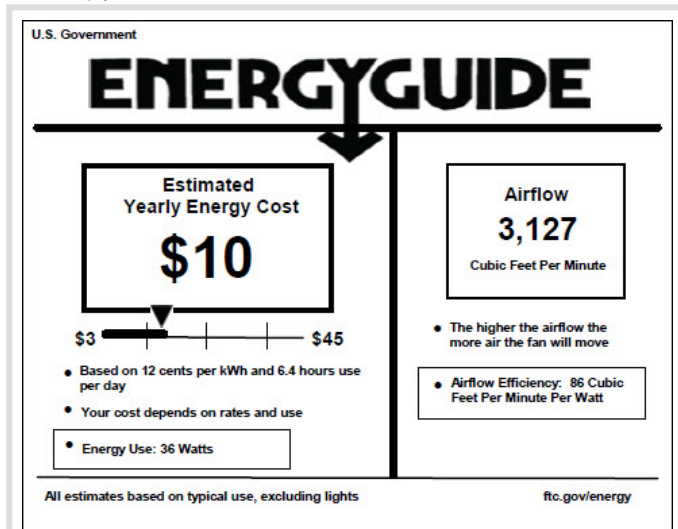 U.S. Government
ENERGYGUIDE
Estimated
Yearly Energy Cost
$10
$3
$45
● Based on 12 cents per kWh and 6.4 hours use
per day
● Your cost depends on rates and use
● Energy Use: 36 Watts
Airflow
3,127
Cubic Feet Per Minute
● The higher the airflow the
more air the fan will move
● Airflow Efficiency: 86 Cubic
Feet Per Minute Per Watt
All estimates based on typical use, excluding lights
ftc.gov/energy